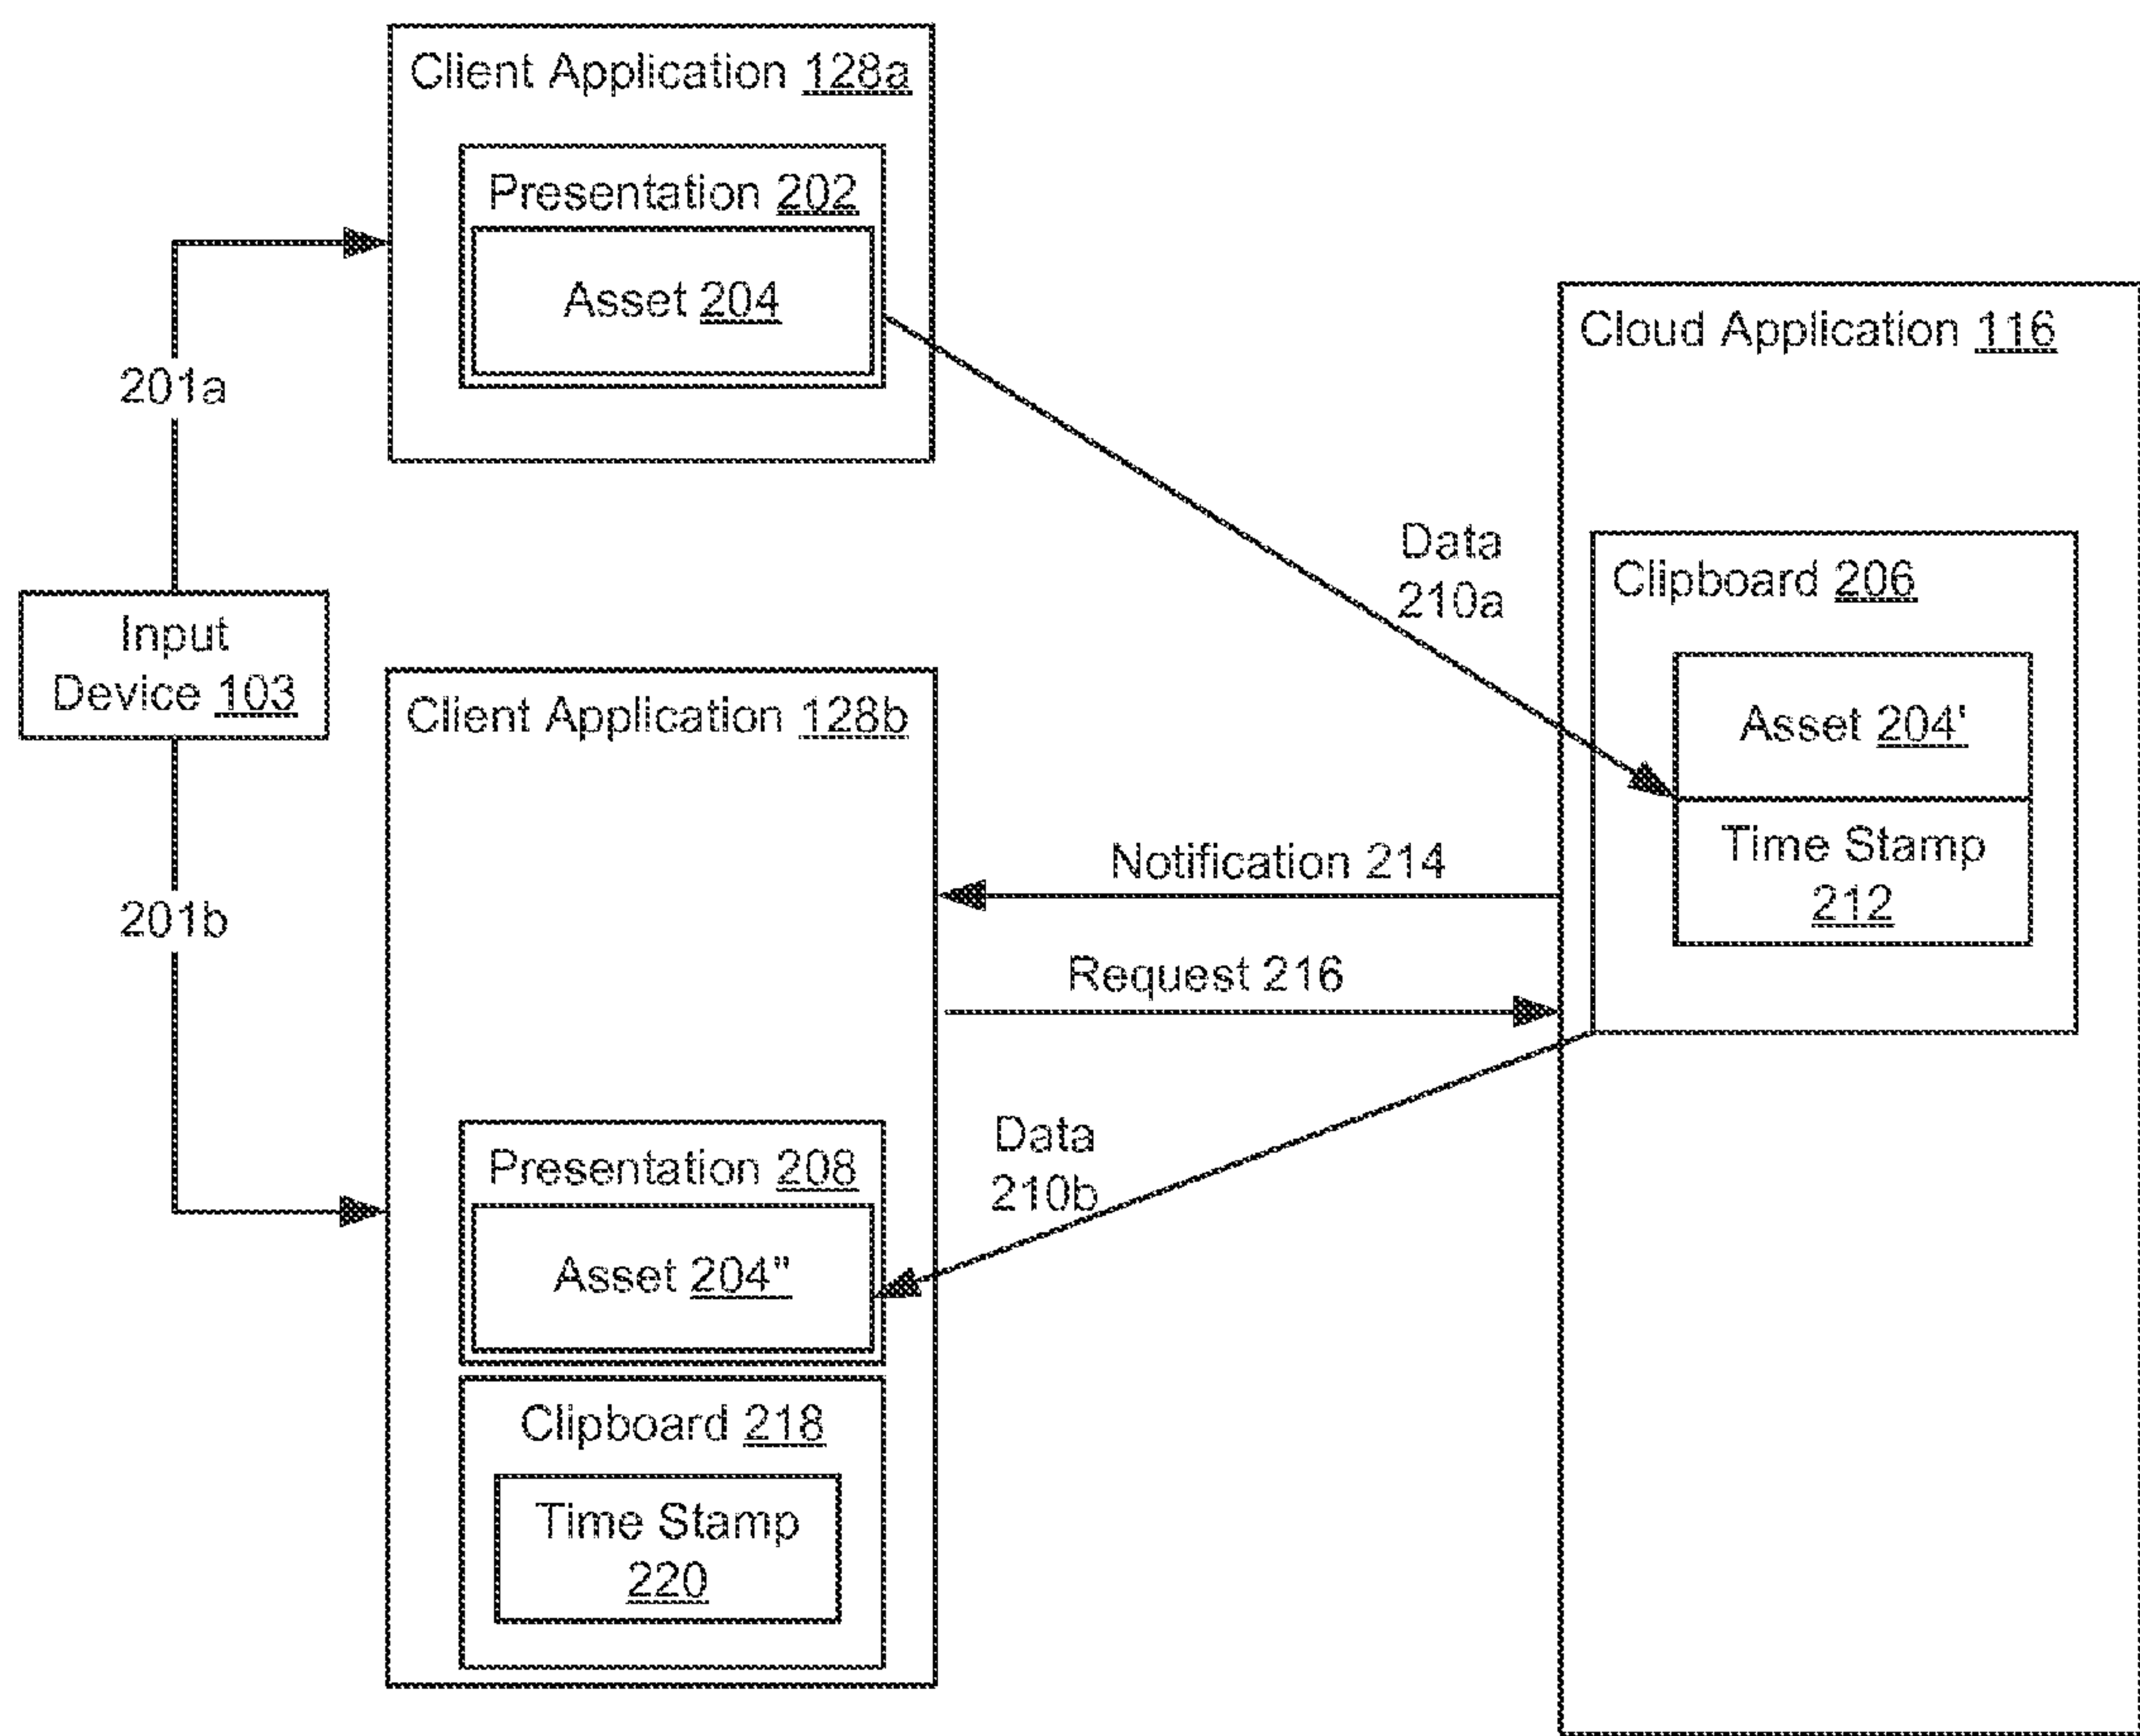 Client Application 128a
Presentation 202
Asset 204
201a
Input
Device 103
201b
Client Application 128b
Presentation 208
Asset 204"
Clipboard 218
Time Stamp
220
Data
210a
Notification 214
Request 216
Data
210b
Cloud Application 116
Clipboard 206
Asset 204'
Time Stamp
212